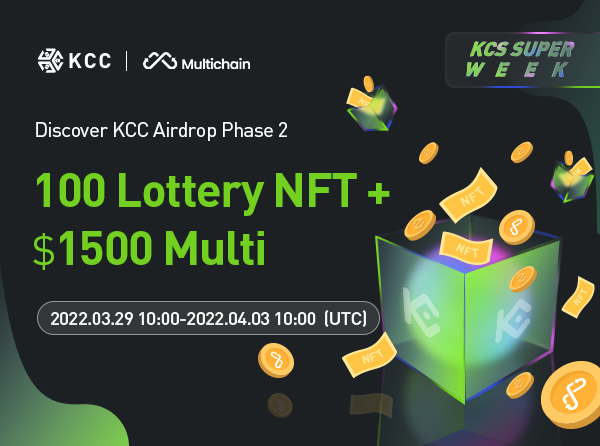 KCC
Multichain
KCS SUPER
WEEK
Discover KCC Airdrop Phase 2
100 Lottery NFT +
$1500 Multi
2022.03.29 10:00-2022.04.03 10:00 (UTC)
NFT
NFT
NFT
NFT